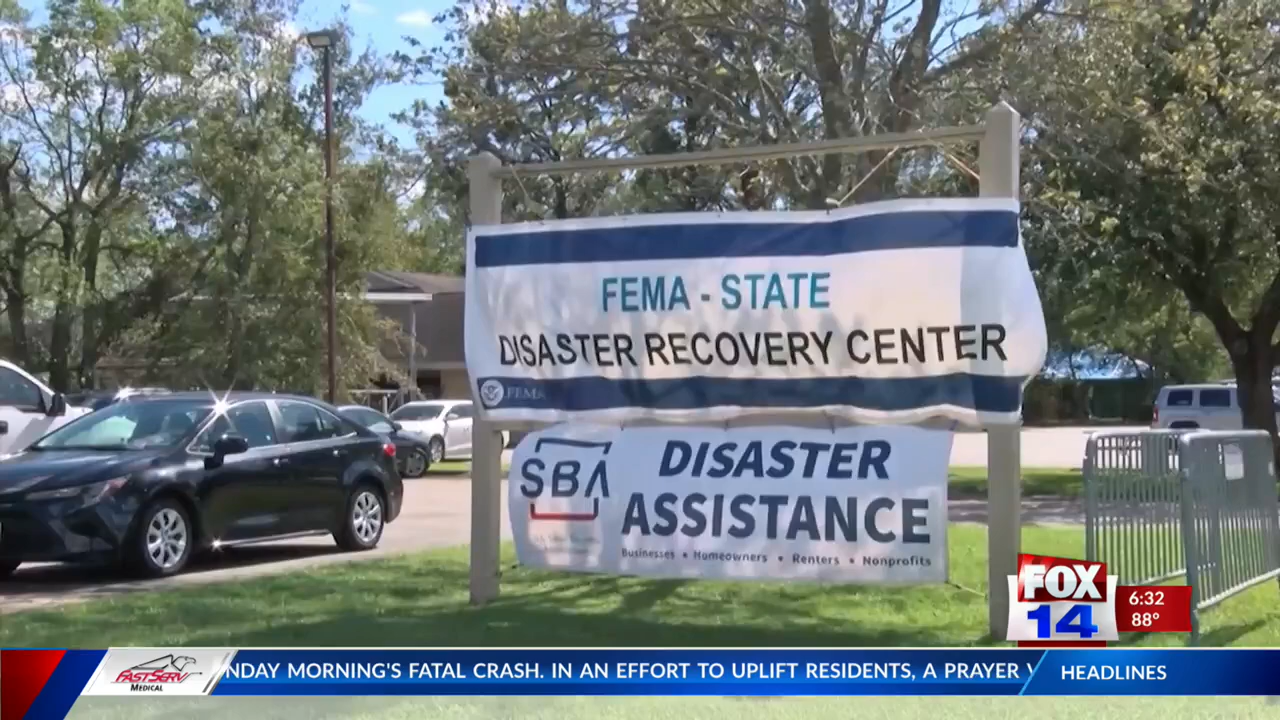 FEMA - STATE
DISASTER RECOVERY CENTER
FEMA
SBA
DISASTER
ASSISTANCE
Businesses • Homeowners • Renters • Nonprofits
FOX
14
6:32
88°
FASTSERV
MEDICAL
NDAY MORNING'S FATAL CRASH. IN AN EFFORT TO UPLIFT RESIDENTS, A PRAYER
HEADLINES